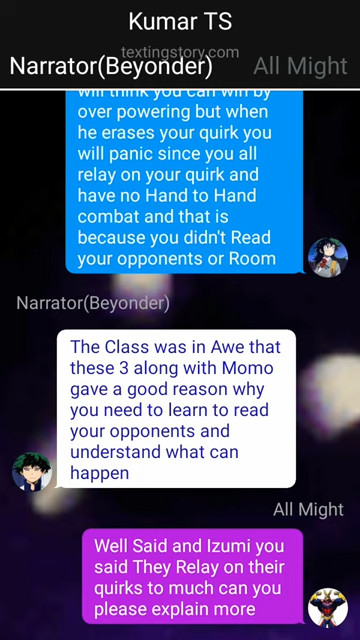 Kumar TS
textingstory.com
Narrator(Beyonder) All Might
will think you can win by
over powering but when
he erases your quirk you
will panic since you all
relay on your quirk and
have no Hand to Hand
combat and that is
because you didn't Read
your opponents or Room
Narrator(Beyonder)
The Class was in Awe that
these 3 along with Momo
gave a good reason why
you need to learn to read
your opponents and
understand what can
happen
All Might
Well Said and Izumi you
said They Relay on their
quirks to much can you
please explain more